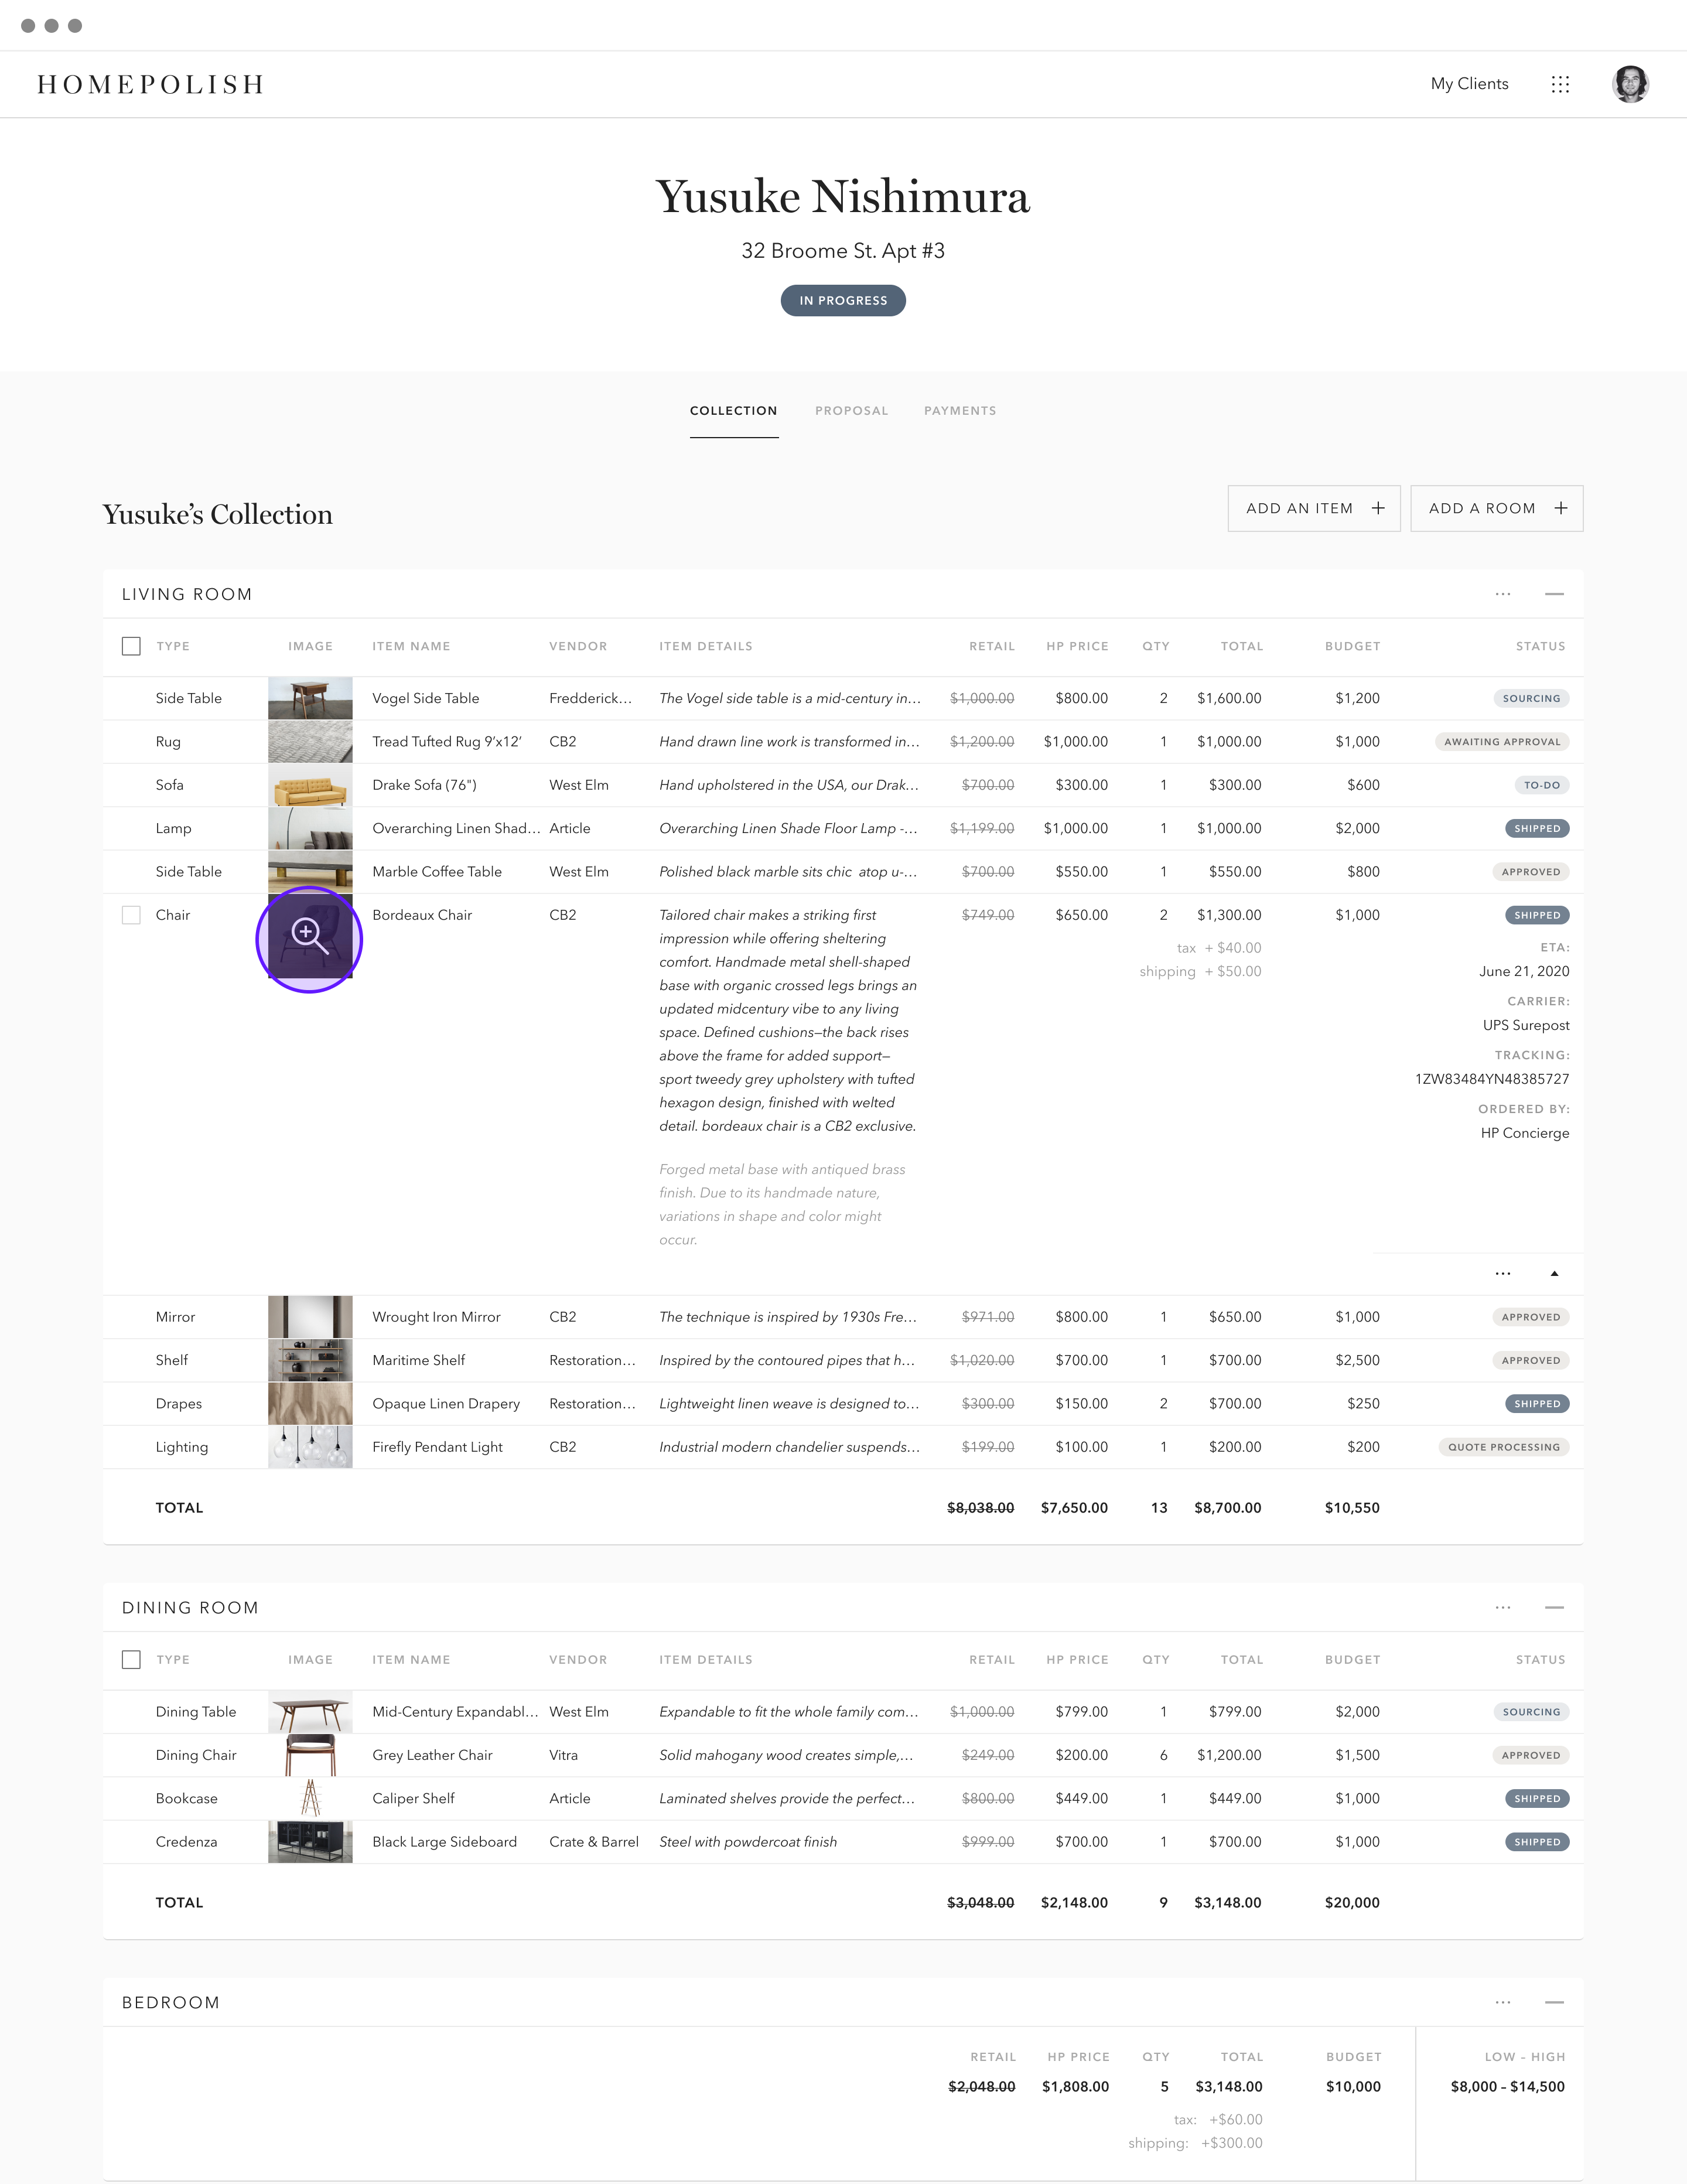 HOMEPOLISH
My Clients
Yusuke Nishimura
32 Broome St. Apt #3
IN PROGRESS
COLLECTION PROPOSAL PAYMENTS
Yusuke’s Collection
ADD AN ITEM +
ADD A ROOM +
LIVING ROOM
TYPE IMAGE ITEM NAME VENDOR ITEM DETAILS RETAIL HP PRICE QTY TOTAL BUDGET STATUS
Side Table Vogel Side Table Fredderick... The Vogel side table is a mid-century in... $1,000.00 $800.00 2 $1,600.00 $1,200 SOURCING
Rug Tread Tufted Rug 9’x12’ CB2 Hand drawn line work is transformed in... $1,200.00 $1,000.00 1 $1,000.00 $1,000 AWAITING APPROVAL
Sofa Drake Sofa (76") West Elm Hand upholstered in the USA, our Drak... $700.00 $300.00 1 $300.00 $600 TO-DO
Lamp Overarching Linen Shad... Article Overarching Linen Shade Floor Lamp -... $1,199.00 $1,000.00 1 $1,000.00 $2,000 SHIPPED
Side Table Marble Coffee Table West Elm Polished black marble sits chic atop u-... $700.00 $550.00 1 $550.00 $800 APPROVED
Chair Bordeaux Chair CB2 Tailored chair makes a striking first $749.00 $650.00 2 $1,300.00 $1,000 SHIPPED
impression while offering sheltering
comfort. Handmade metal shell-shaped
base with organic crossed legs brings an
updated midcentury vibe to any living
space. Defined cushions—the back rises
above the frame for added support—
sport tweedy grey upholstery with tufted
hexagon design, finished with welted
detail. bordeaux chair is a CB2 exclusive.
Forged metal base with antiqued brass
finish. Due to its handmade nature,
variations in shape and color might
occur.
tax + $40.00
shipping + $50.00
ETA:
June 21, 2020
CARRIER:
UPS Surepost
TRACKING:
1ZW83484YN48385727
ORDERED BY:
HP Concierge
Mirror Wrought Iron Mirror CB2 The technique is inspired by 1930s Fre... $971.00 $800.00 1 $650.00 $1,000 APPROVED
Shelf Maritime Shelf Restoration... Inspired by the contoured pipes that h... $1,020.00 $700.00 1 $700.00 $2,500 APPROVED
Drapes Opaque Linen Drapery Restoration... Lightweight linen weave is designed to... $300.00 $150.00 2 $700.00 $250 SHIPPED
Lighting Firefly Pendant Light CB2 Industrial modern chandelier suspends... $199.00 $100.00 1 $200.00 $200 QUOTE PROCESSING
TOTAL $8,038.00 $7,650.00 13 $8,700.00 $10,550
DINING ROOM
TYPE IMAGE ITEM NAME VENDOR ITEM DETAILS RETAIL HP PRICE QTY TOTAL BUDGET STATUS
Dining Table Mid-Century Expandabl... West Elm Expandable to fit the whole family com... $1,000.00 $799.00 1 $799.00 $2,000 SOURCING
Dining Chair Grey Leather Chair Vitra Solid mahogany wood creates simple,... $249.00 $200.00 6 $1,200.00 $1,500 APPROVED
Bookcase Caliper Shelf Article Laminated shelves provide the perfect... $800.00 $449.00 1 $449.00 $1,000 SHIPPED
Credenza Black Large Sideboard Crate & Barrel Steel with powdercoat finish $999.00 $700.00 1 $700.00 $1,000 SHIPPED
TOTAL $3,048.00 $2,148.00 9 $3,148.00 $20,000
BEDROOM
RETAIL HP PRICE QTY TOTAL BUDGET LOW – HIGH
$2,048.00 $1,808.00 5 $3,148.00 $10,000 $8,000 – $14,500
tax: +$60.00
shipping: +$300.00